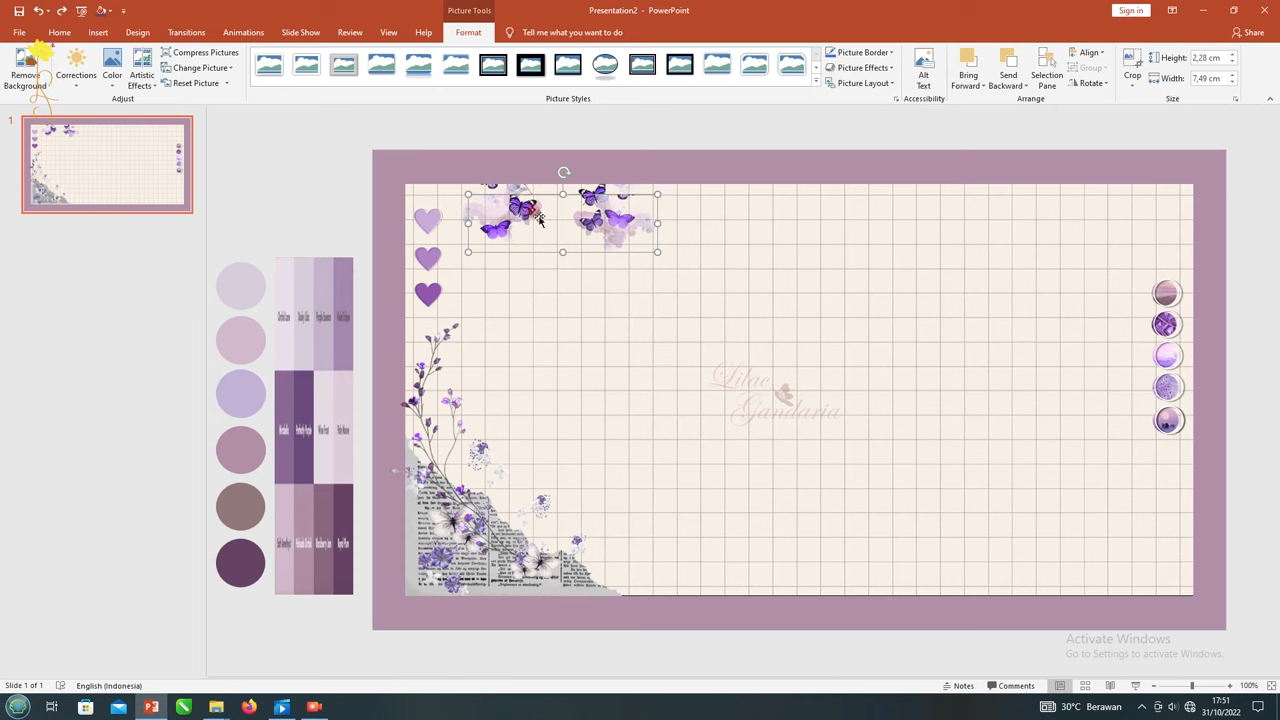 Picture Tools
Presentation2 - PowerPoint
Sign in
File
Home
Insert
Design
Transitions
Animations
Slide Show
Review
View
Help
Format
Tell me what you want to do
Share
Remove
Background
Corrections
Color
Artistic
Effects
Compress Pictures
Change Picture
Reset Picture
Adjust
Picture Styles
Picture Border
Picture Effects
Picture Layout
Alt
Text
Accessibility
Bring
Forward
Send
Backward
Selection
Pane
Align
Group
Rotate
Arrange
Crop
Height: 2,28 cm
Width: 7,49 cm
Size
1
Lilac
Gandaria
Activate Windows
Go to Settings to activate Windows.
Slide 1 of 1
English (Indonesia)
Notes
Comments
100%
30°C Berawan
17:51
31/10/2022